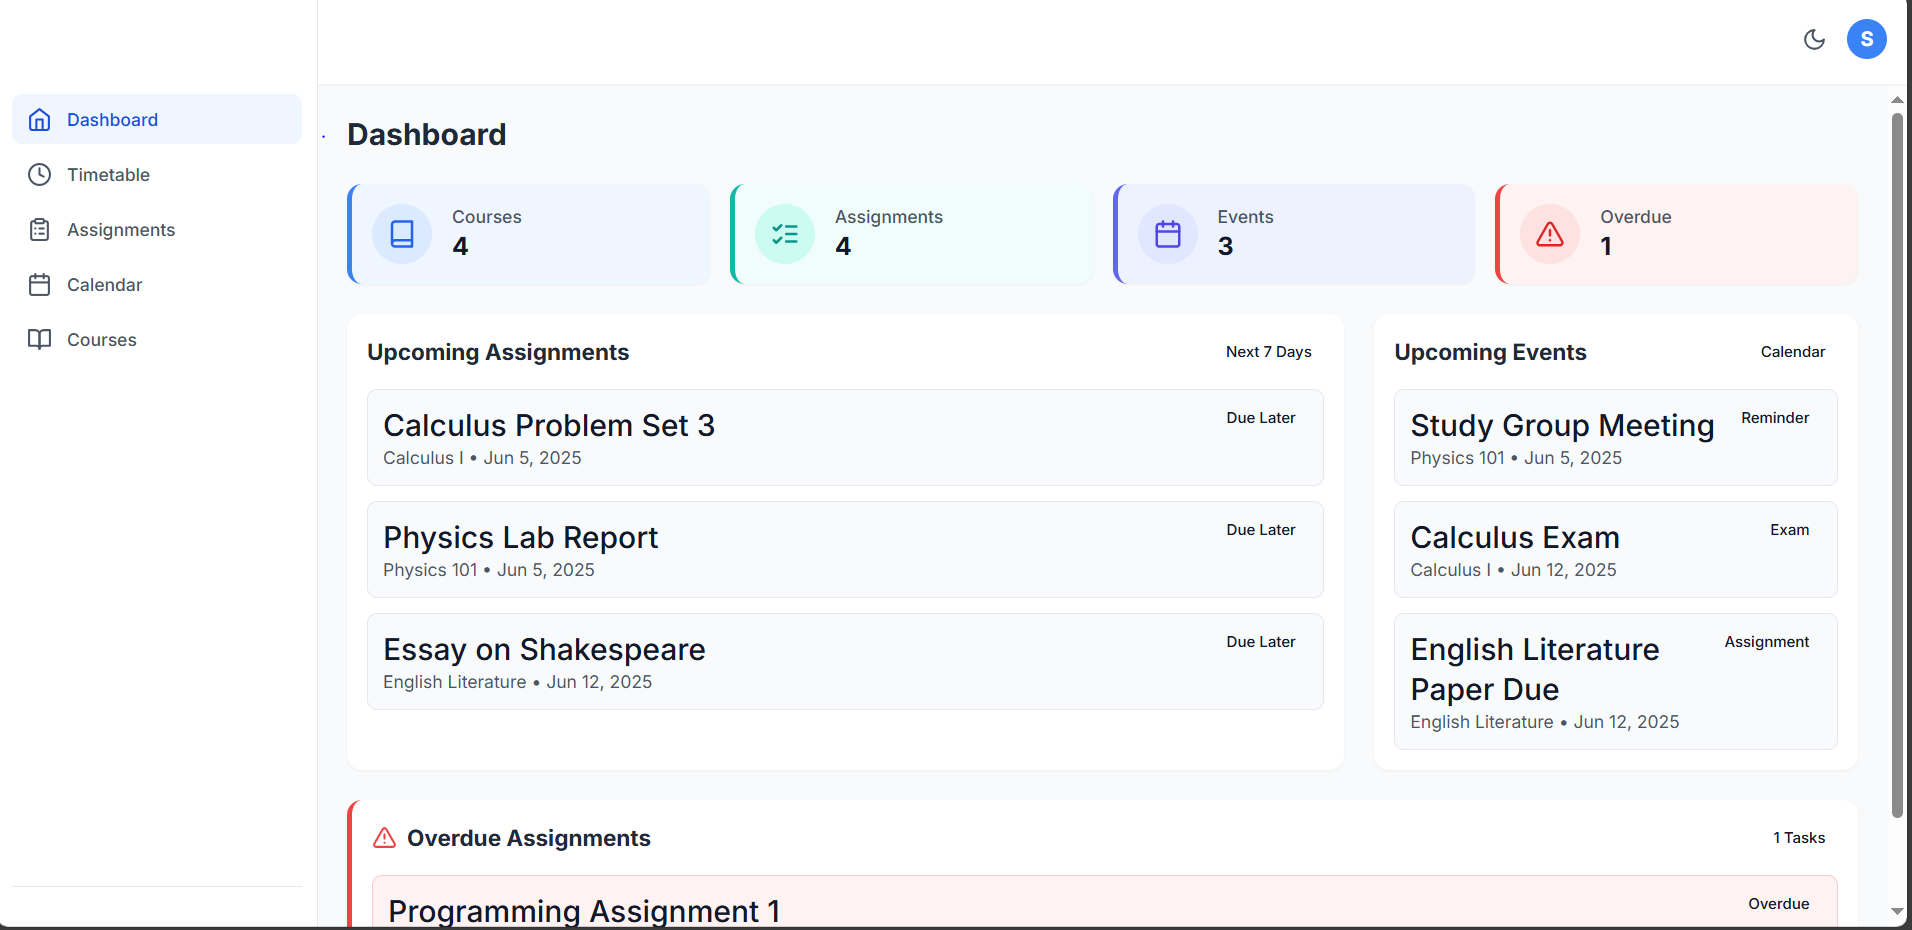 S
Dashboard
Timetable
Assignments
Calendar
Courses
Dashboard
Courses
4
Assignments
4
Events
3
Overdue
1
Upcoming Assignments
Next 7 Days
Calculus Problem Set 3
Due Later
Calculus I • Jun 5, 2025
Physics Lab Report
Due Later
Physics 101 • Jun 5, 2025
Essay on Shakespeare
Due Later
English Literature • Jun 12, 2025
Upcoming Events
Calendar
Study Group Meeting
Reminder
Physics 101 • Jun 5, 2025
Calculus Exam
Exam
Calculus I • Jun 12, 2025
English Literature
Paper Due
Assignment
English Literature • Jun 12, 2025
Overdue Assignments
1 Tasks
Programming Assignment 1
Overdue